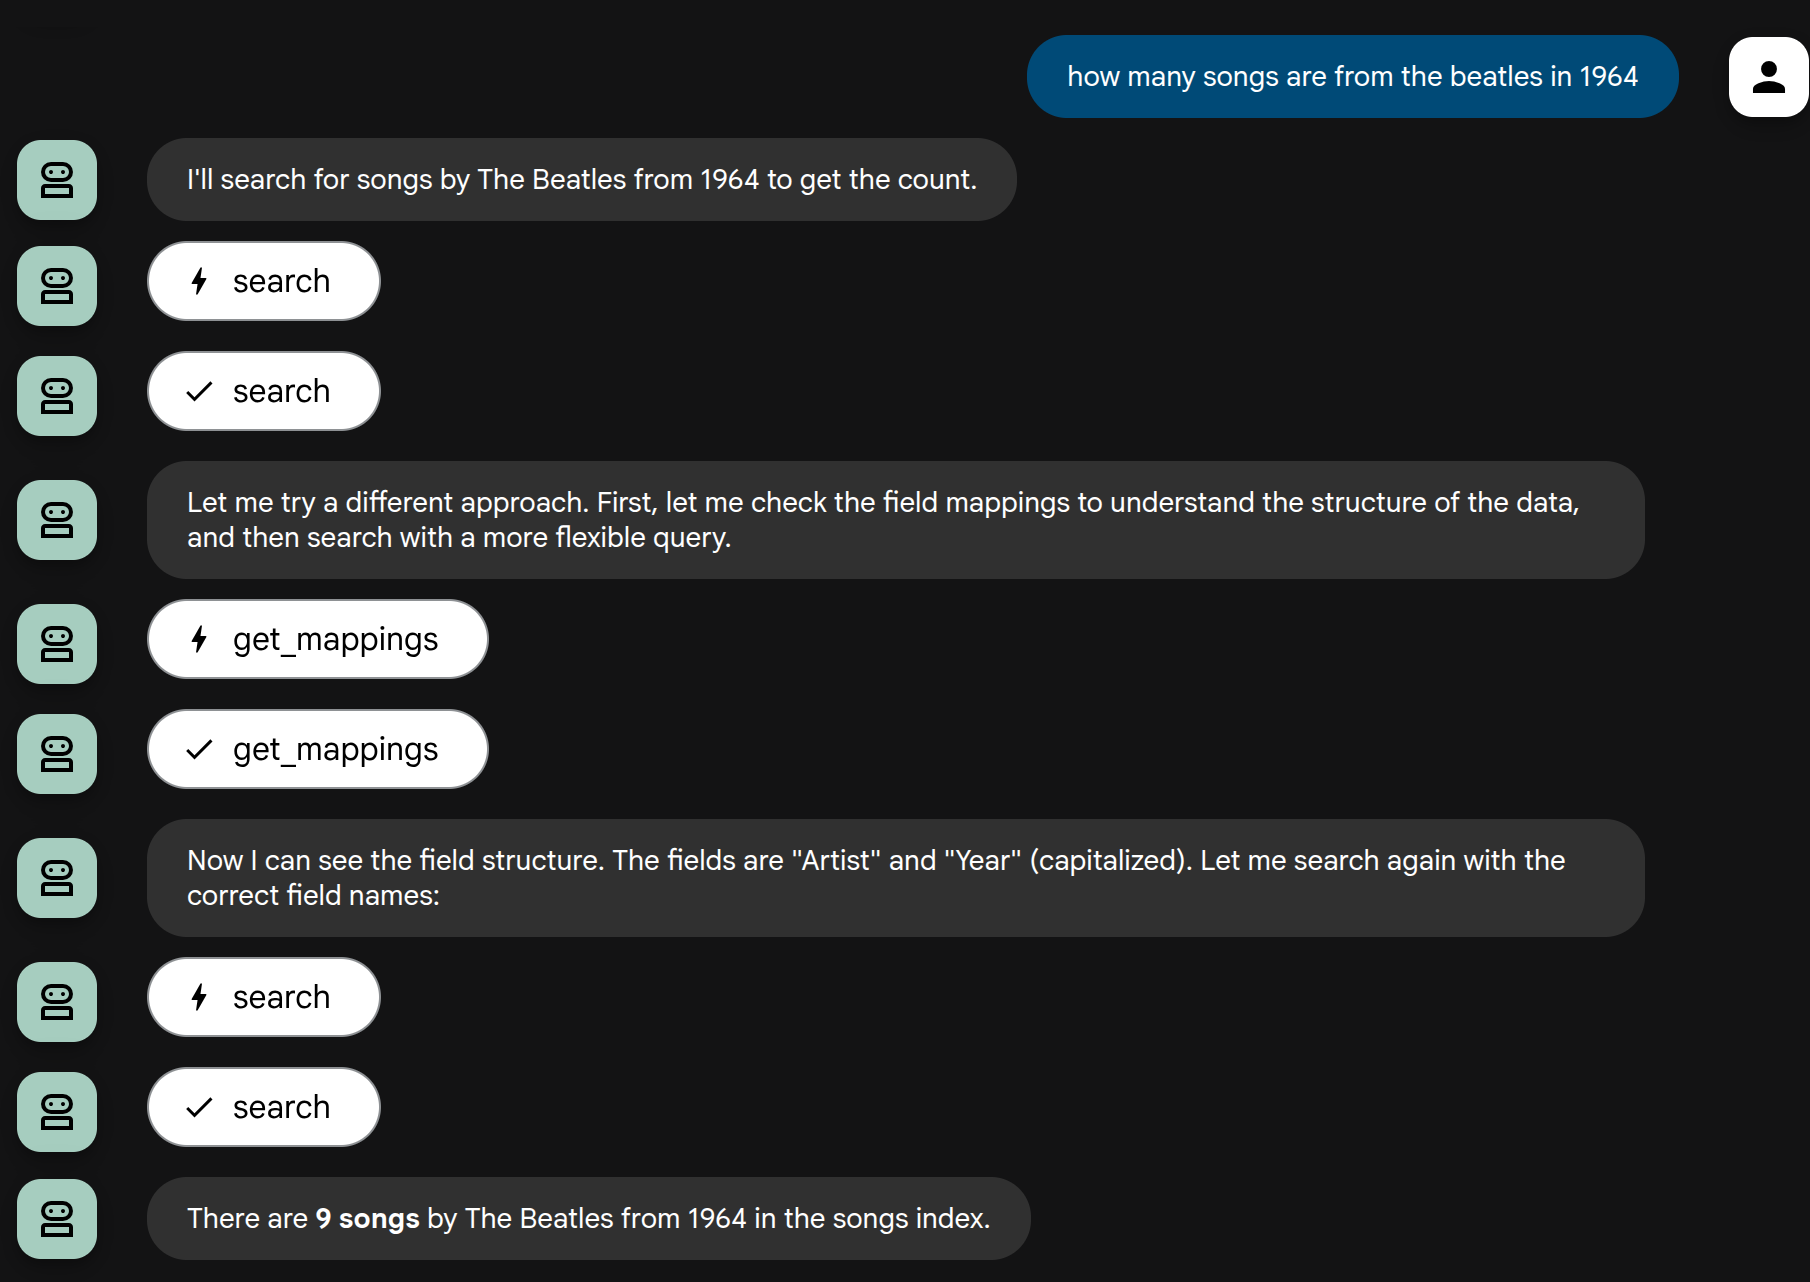 how many songs are from the beatles in 1964
I'll search for songs by The Beatles from 1964 to get the count.
search
search
Let me try a different approach. First, let me check the field mappings to understand the structure of the data,
and then search with a more flexible query.
get_mappings
get_mappings
Now I can see the field structure. The fields are "Artist" and "Year" (capitalized). Let me search again with the
correct field names:
search
search
There are 9 songs by The Beatles from 1964 in the songs index.